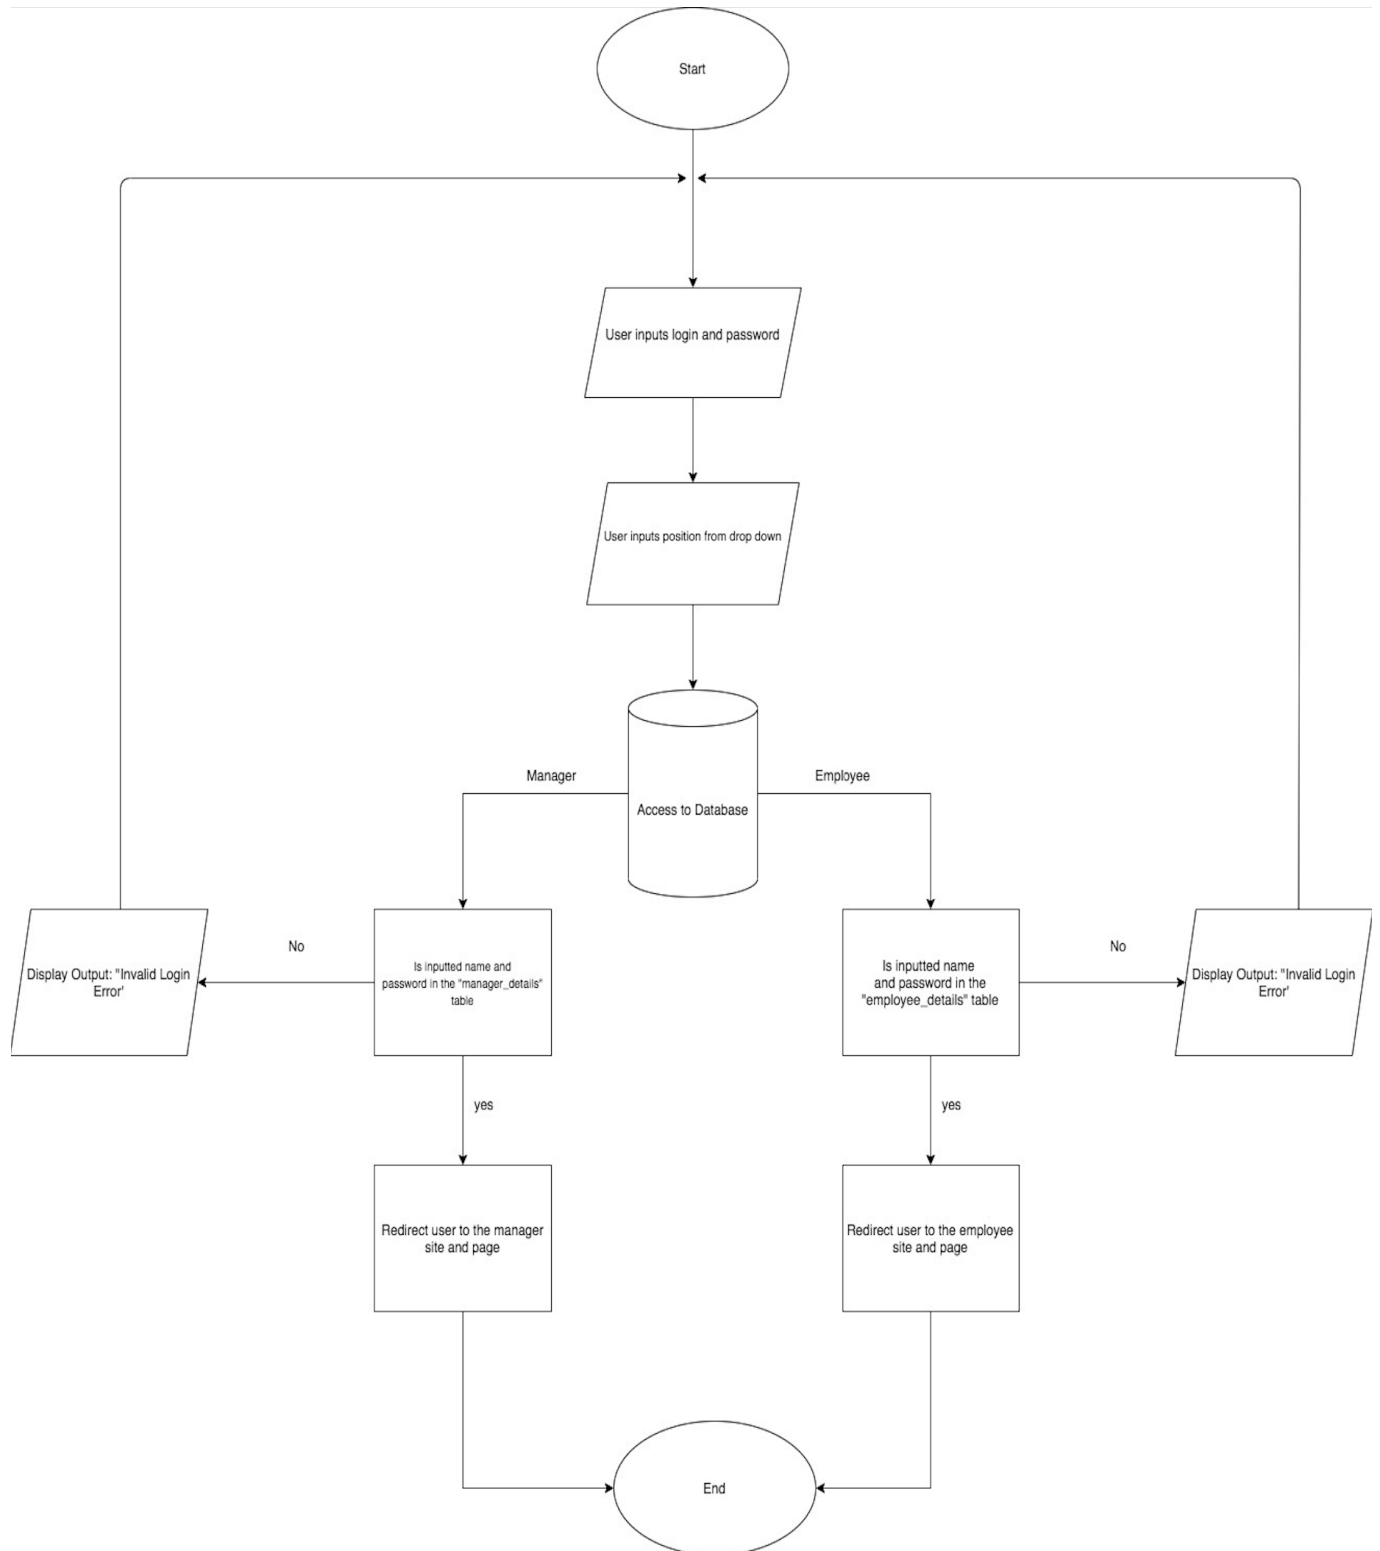 Start
User inputs login and password
User inputs position from drop down
Manager
Employee
Access to Database
No
No
Display Output: "Invalid Login
Error'
Is inputted name and
password in the "manager_details"
table
Is inputted name
and password in the
"employee_details" table
Display Output: "Invalid Login
Error'
yes
yes
Redirect user to the manager
site and page
Redirect user to the employee
site and page
End